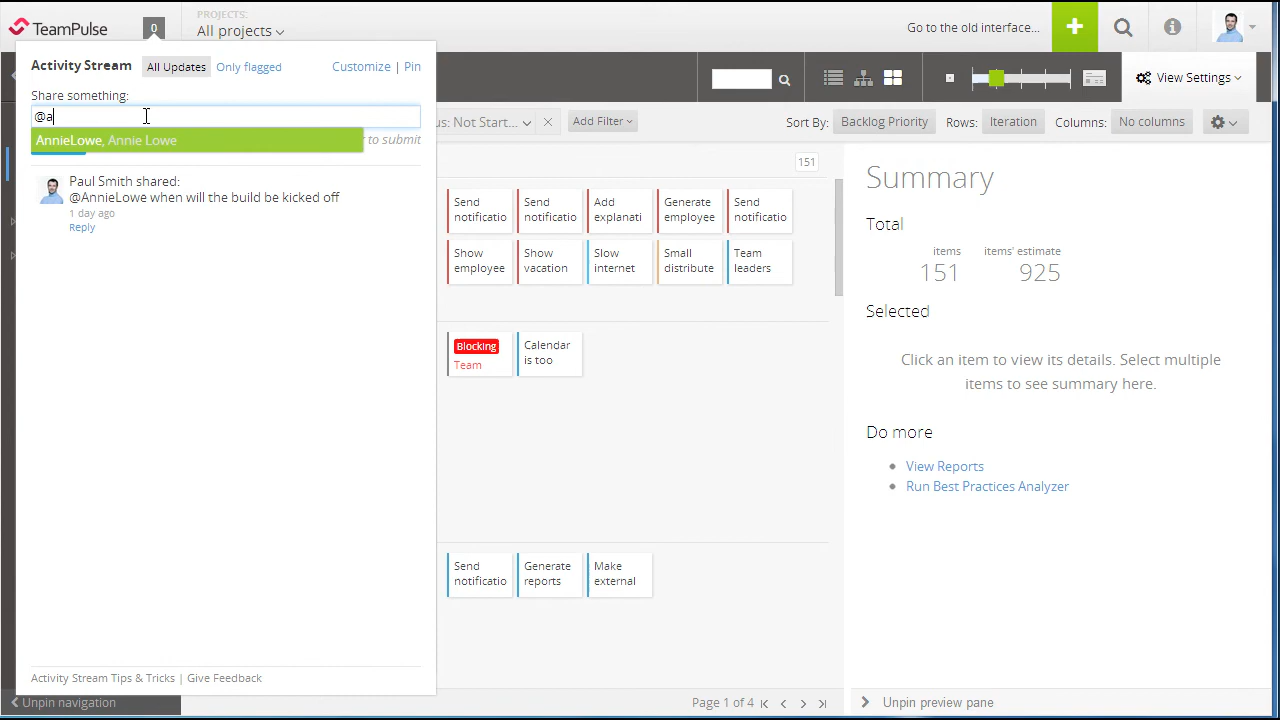 TeamPulse
0
PROJECTS:
All projects
Go to the old interface...
Activity Stream
All Updates
Only flagged
Customize | Pin
Share something:
@a
AnnieLowe, Annie Lowe
to submit
Paul Smith shared:
@AnnieLowe when will the build be kicked off
1 day ago
Reply
Activity Stream Tips & Tricks | Give Feedback
Unpin navigation
View Settings
us: Not Start...
Add Filter
Sort By:
Backlog Priority
Rows:
Iteration
Columns:
No columns
151
Send
notificatio
Send
notificatio
Add
explanati
Generate
employee
Send
notificatio
Show
employee
Show
vacation
Slow
internet
Small
distribute
Team
leaders
Blocking
Team
Calendar
is too
Send
notificatio
Generate
reports
Make
external
Page 1 of 4
Summary
Total
items
151
items' estimate
925
Selected
Click an item to view its details. Select multiple
items to see summary here.
Do more
View Reports
Run Best Practices Analyzer
Unpin preview pane